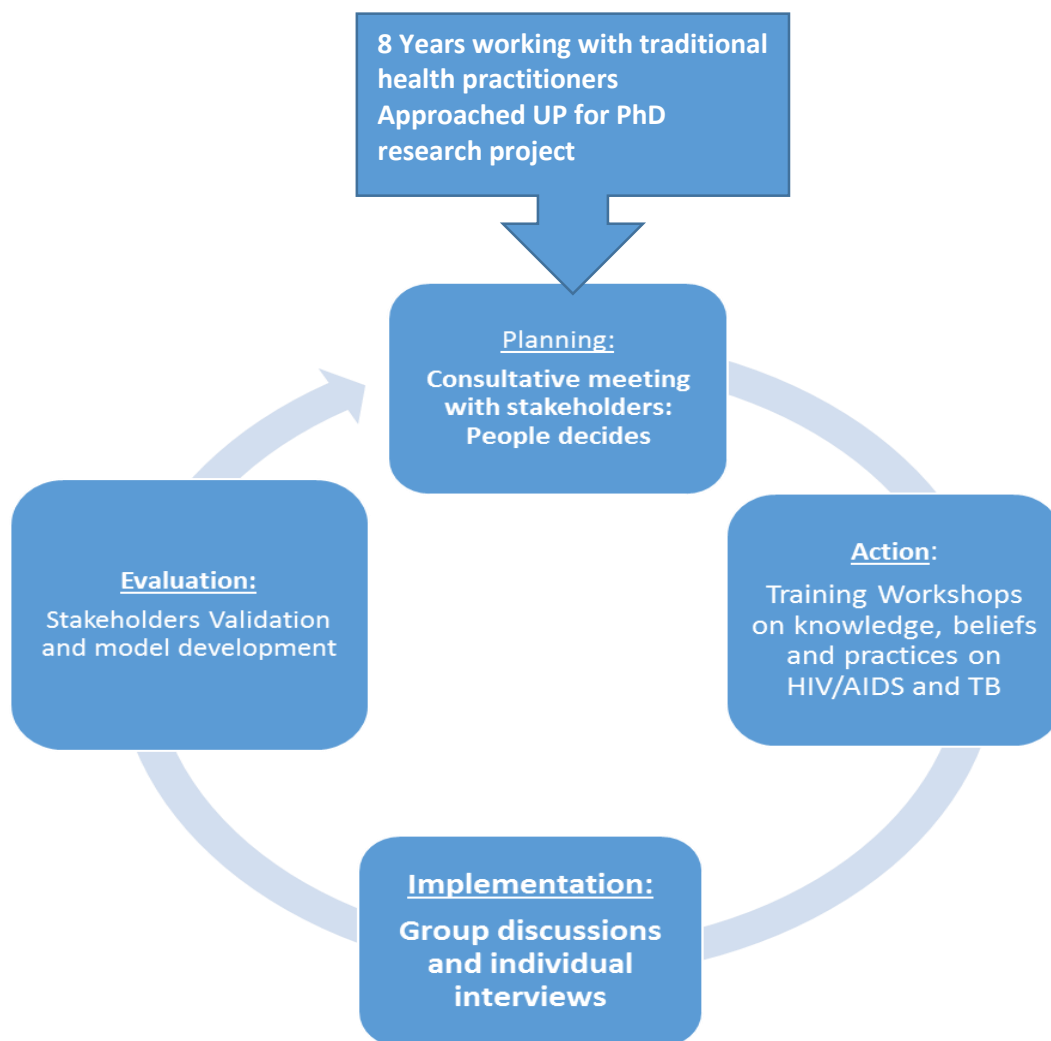 8 Years working with traditional
health practitioners
Approached UP for PhD
research project
Planning:
Consultative meeting
with stakeholders:
People decides
Action:
Training Workshops
on knowledge, beliefs
and practices on
HIV/AIDS and TB
Implementation:
Group discussions
and individual
interviews
Evaluation:
Stakeholders Validation
and model development